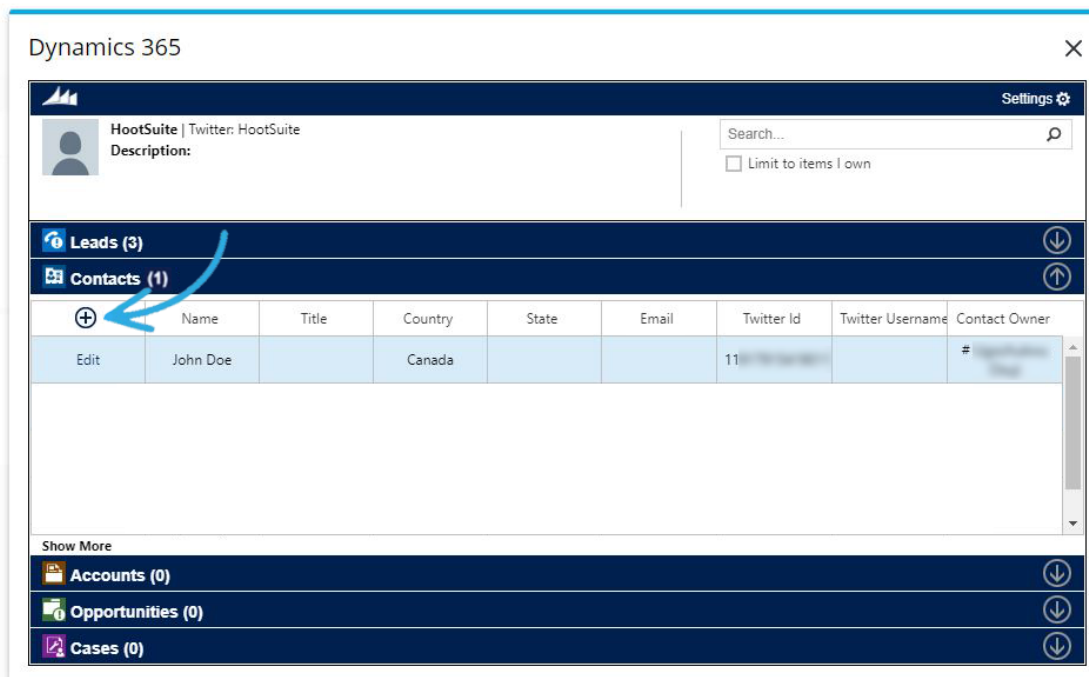 Dynamics 365
Settings
HootSuite | Twitter: HootSuite
Description:
Search...
Limit to items I own
Leads (3)
Contacts (1)
Name Title Country State Email Twitter Id Twitter Username Contact Owner
Edit John Doe Canada 11 #
Show More
Accounts (0)
Opportunities (0)
Cases (0)